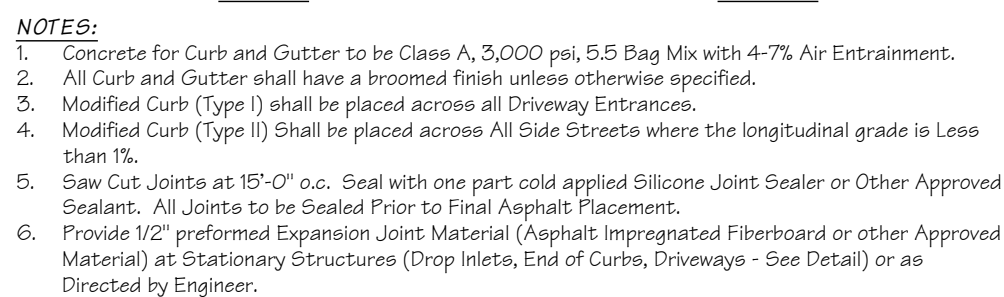 NOTES:
1. Concrete for Curb and Gutter to be Class A, 3,000 psi, 5.5 Bag Mix with 4-7% Air Entrainment.
2. All Curb and Gutter shall have a broomed finish unless otherwise specified.
3. Modified Curb (Type I) shall be placed across all Driveway Entrances.
4. Modified Curb (Type II) Shall be placed across All Side Streets where the longitudinal grade is Less
than 1%.
5. Saw Cut Joints at 15'-0" o.c. Seal with one part cold applied Silicone Joint Sealer or Other Approved
Sealant. All Joints to be Sealed Prior to Final Asphalt Placement.
6. Provide 1/2" preformed Expansion Joint Material (Asphalt Impregnated Fiberboard or other Approved
Material) at Stationary Structures (Drop Inlets, End of Curbs, Driveways - See Detail) or as
Directed by Engineer.